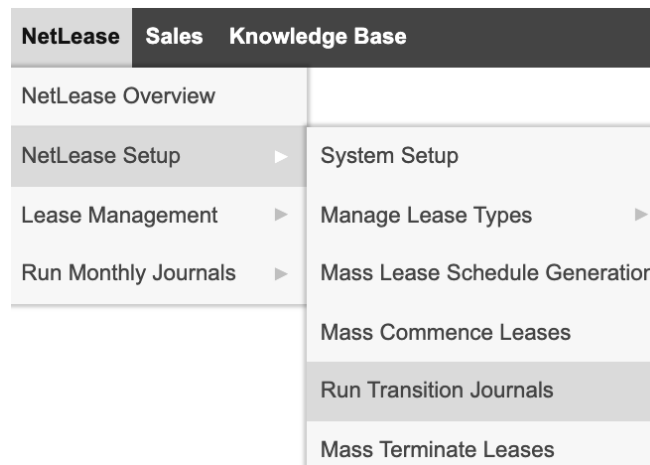 NetLease Sales Knowledge Base
NetLease Overview
NetLease Setup
System Setup
Lease Management
Manage Lease Types
Run Monthly Journals
Mass Lease Schedule Generation
Mass Commence Leases
Run Transition Journals
Mass Terminate Leases